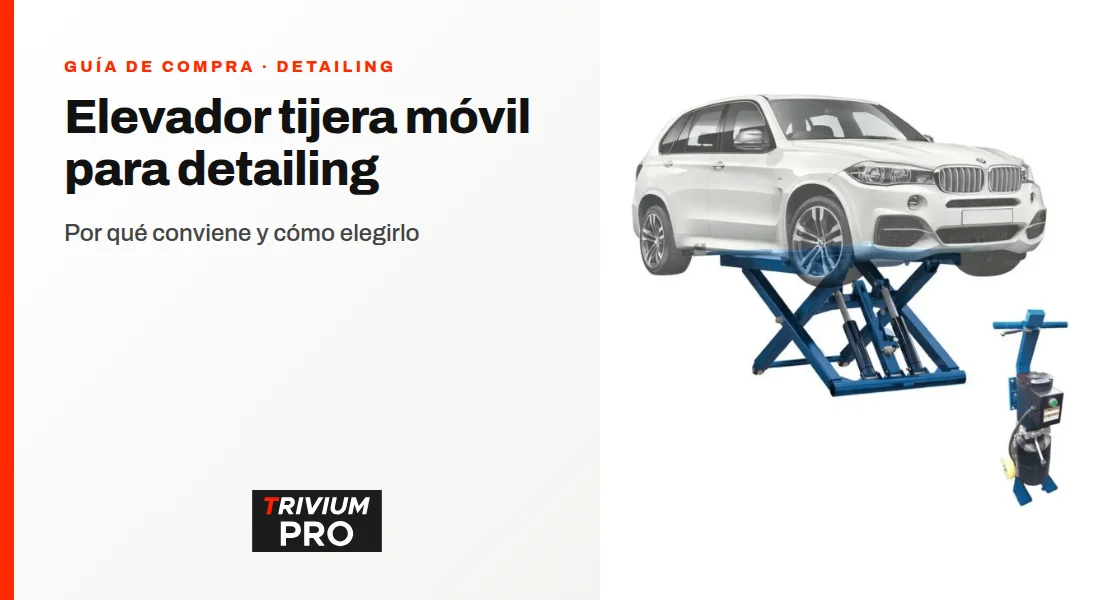 GUÍA DE COMPRA · DETAILING
Elevador tijera móvil
para detailing
Por qué conviene y cómo elegirlo
TRIVIUM
PRO